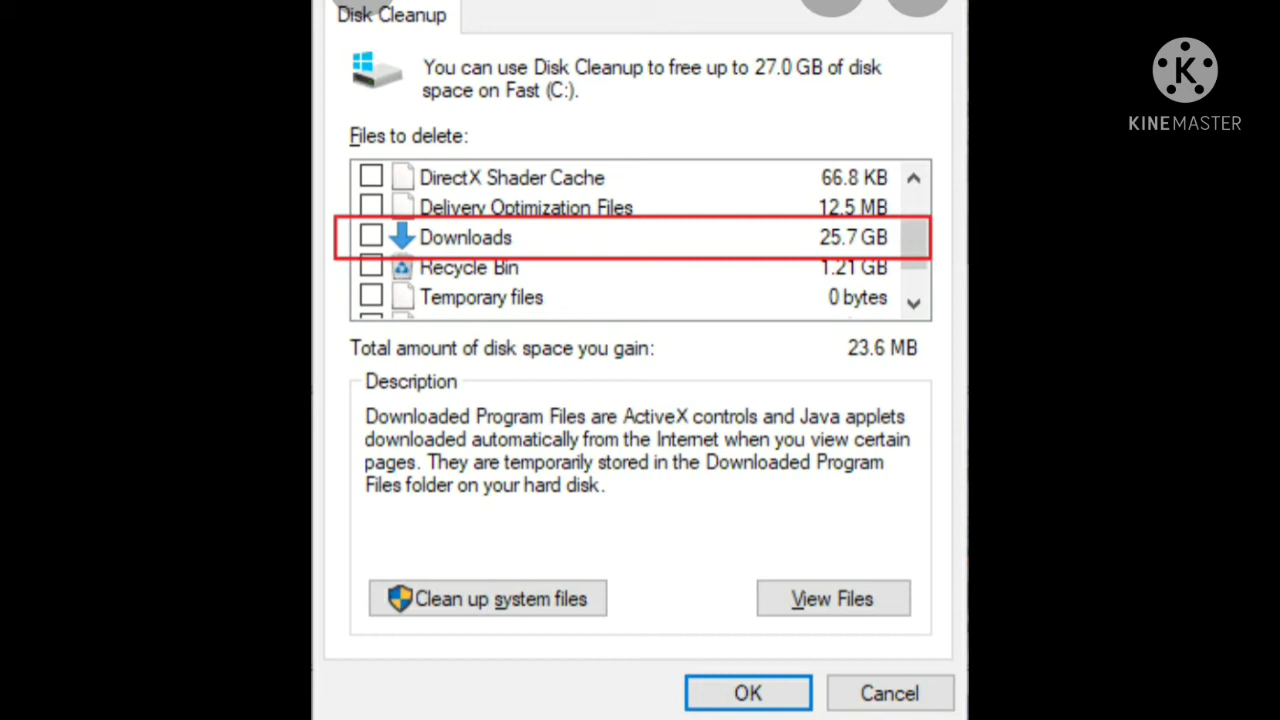 Disk Cleanup
You can use Disk Cleanup to free up to 27.0 GB of disk
space on Fast (C:).
Files to delete:
DirectX Shader Cache 66.8 KB
Delivery Optimization Files 12.5 MB
Downloads 25.7 GB
Recycle Bin 1.21 GB
Temporary files 0 bytes
Total amount of disk space you gain: 23.6 MB
Description
Downloaded Program Files are ActiveX controls and Java applets
downloaded automatically from the Internet when you view certain
pages. They are temporarily stored in the Downloaded Program
Files folder on your hard disk.
Clean up system files
View Files
OK
Cancel
K
KINEMASTER